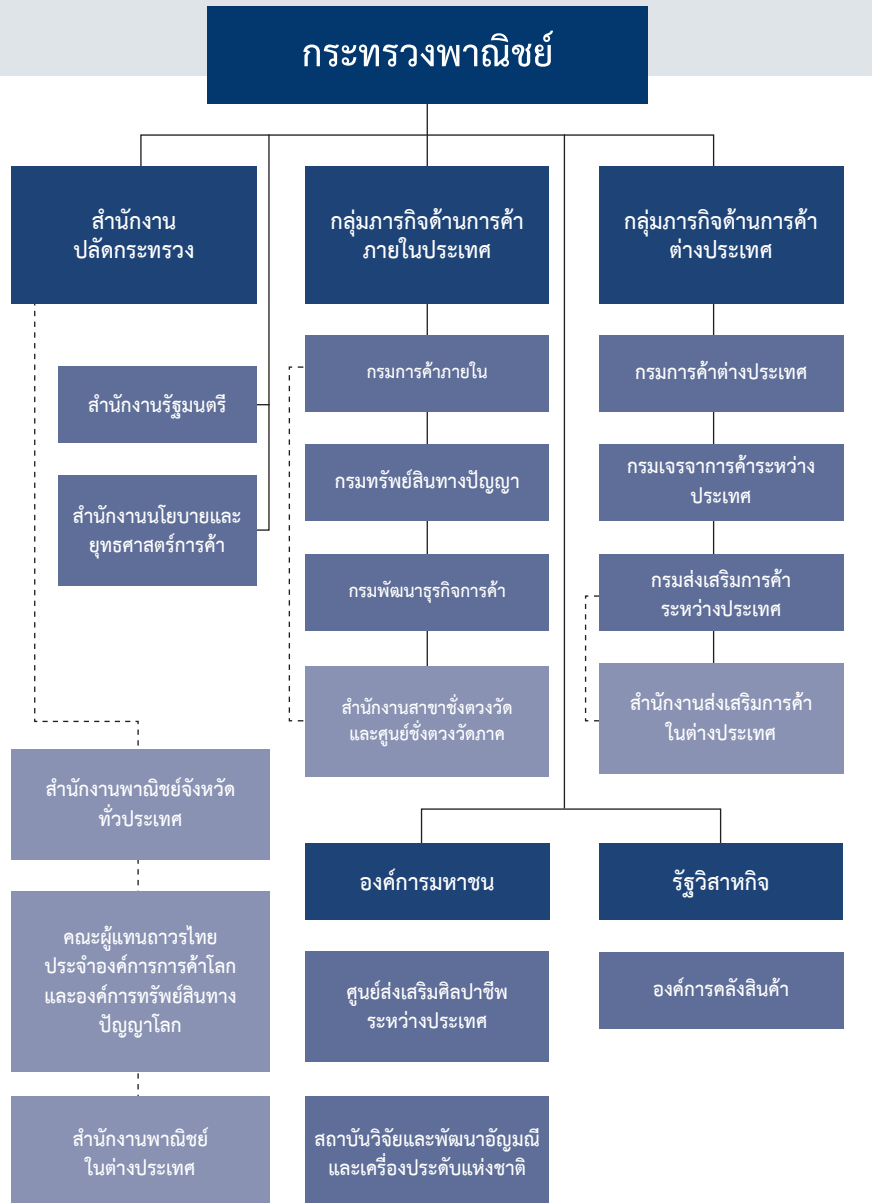 กระทรวงพาณิชย์
สำนักงาน
ปลัดกระทรวง
กลุ่มภารกิจด้านการค้า
ภายในประเทศ
กลุ่มภารกิจด้านการค้า
ต่างประเทศ
สำนักงานรัฐมนตรี
สำนักงานนโยบายและ
ยุทธศาสตร์การค้า
กรมการค้าภายใน
กรมทรัพย์สินทางปัญญา
กรมพัฒนาธุรกิจการค้า
สำนักงานสาขาชั่งตวงวัด
และศูนย์ชั่งตวงวัดภาค
กรมการค้าต่างประเทศ
กรมเจรจาการค้าระหว่าง
ประเทศ
กรมส่งเสริมการค้า
ระหว่างประเทศ
สำนักงานส่งเสริมการค้า
ในต่างประเทศ
สำนักงานพาณิชย์จังหวัด
ทั่วประเทศ
คณะผู้แทนถาวรไทย
ประจำองค์การการค้าโลก
และองค์การทรัพย์สินทาง
ปัญญาโลก
สำนักงานพาณิชย์
ในต่างประเทศ
องค์การมหาชน
ศูนย์ส่งเสริมศิลปาชีพ
ระหว่างประเทศ
สถาบันวิจัยและพัฒนาอัญมณี
และเครื่องประดับแห่งชาติ
รัฐวิสาหกิจ
องค์การคลังสินค้า